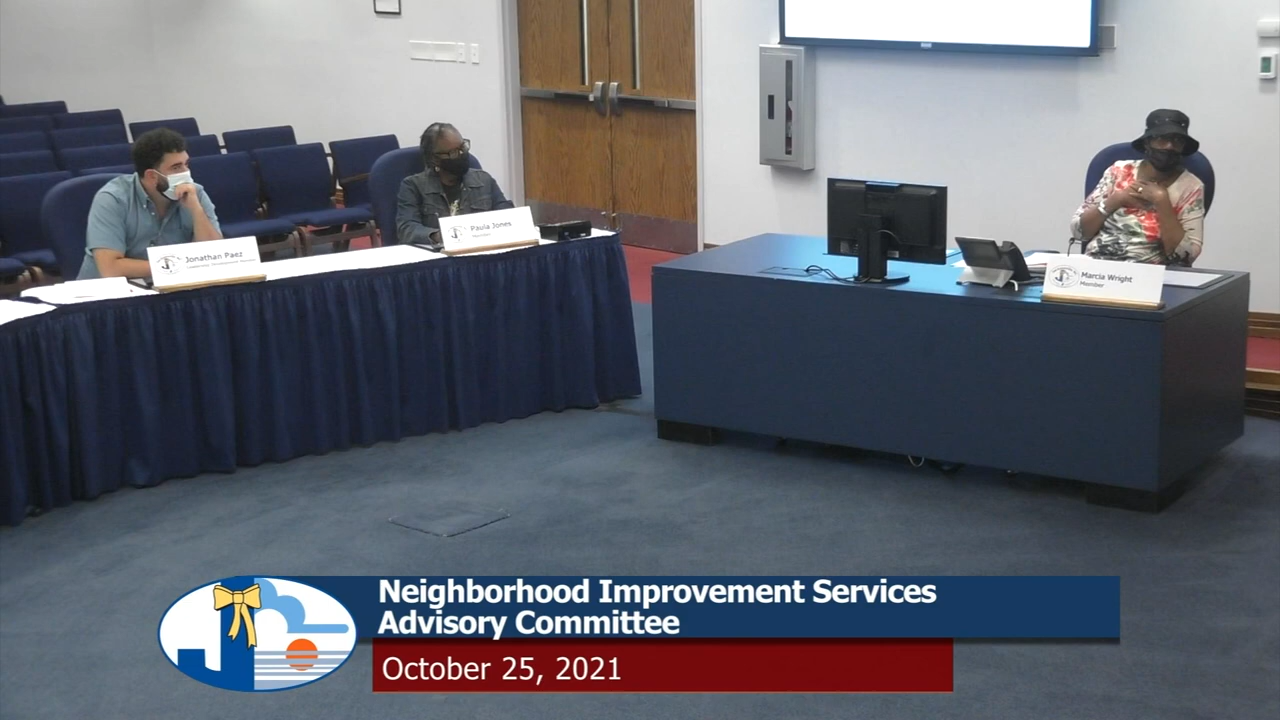 Jonathan Paez
Paula Jones
Marcia Wright
Member
Neighborhood Improvement Services
Advisory Committee
October 25, 2021